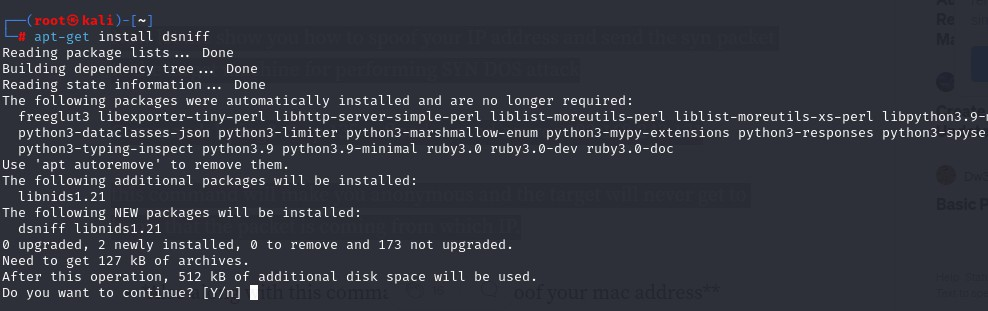 ┌──(root㉿kali)-[~]
└─# apt-get install dsniff
Reading package lists... Done
Building dependency tree... Done
Reading state information... Done
The following packages were automatically installed and are no longer required:
freeglut3 libexporter-tiny-perl libhttp-server-simple-perl liblist-moreutils-perl liblist-moreutils-xs-perl libpython3.9-m
python3-dataclasses-json python3-limiter python3-marshmallow-enum python3-mypy-extensions python3-responses python3-spyse
python3-typing-inspect python3.9 python3.9-minimal ruby3.0 ruby3.0-dev ruby3.0-doc
Use 'apt autoremove' to remove them.
The following additional packages will be installed:
libnids1.21
The following NEW packages will be installed:
dsniff libnids1.21
0 upgraded, 2 newly installed, 0 to remove and 173 not upgraded.
Need to get 127 kB of archives.
After this operation, 512 kB of additional disk space will be used.
Do you want to continue? [Y/n]
oof your mac address**
Basic P